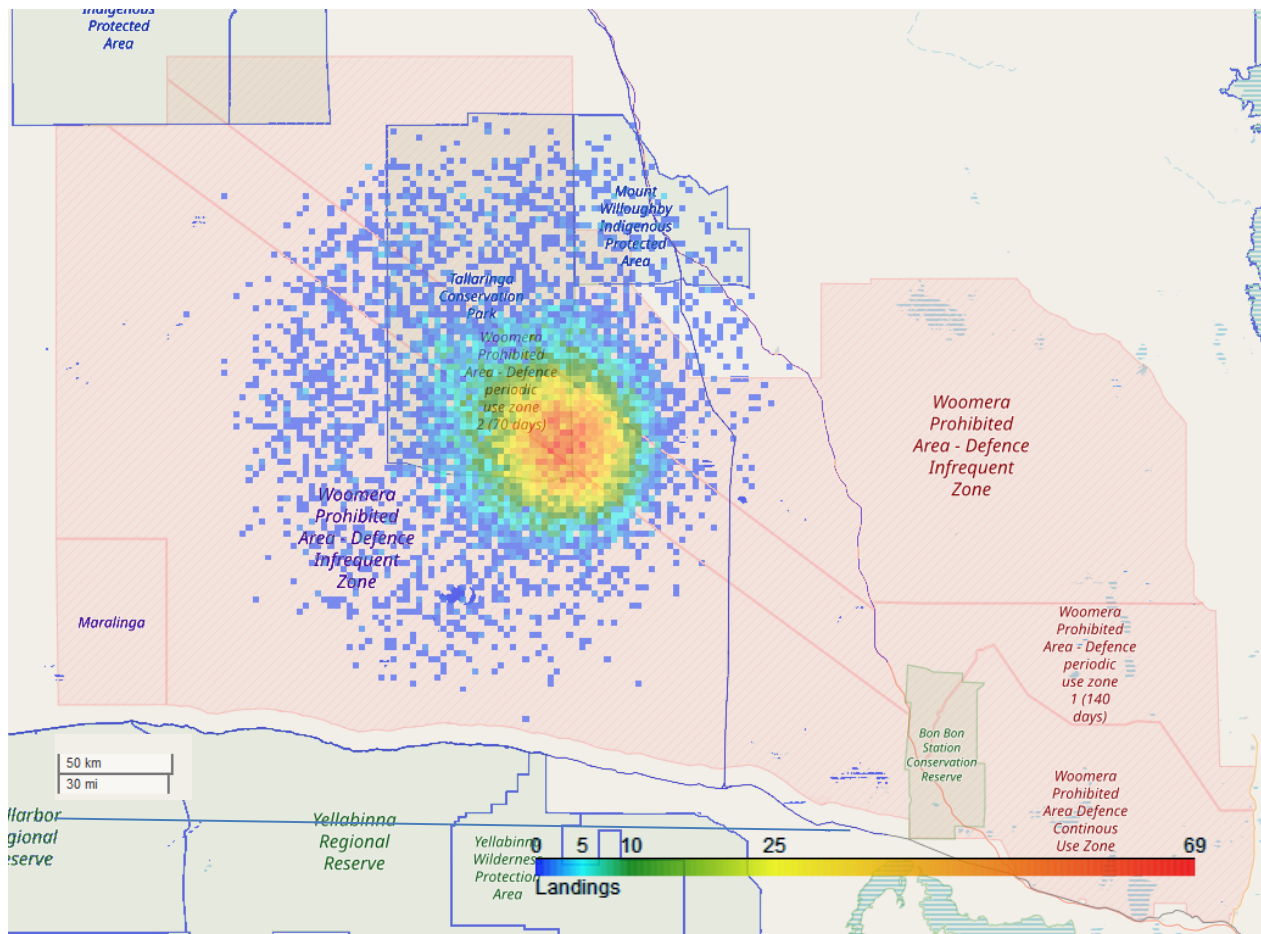 Indigenous
Protected
Area
Mount
Willoughby
Indigenous
Protected
Area
Tallaringa
Conservation
Park
Woomera
Prohibited
Area - Defence
periodic
use zone
2 (70 days)
Woomera
Prohibited
Area - Defence
Infrequent
Zone
Woomera
Prohibited
Area - Defence
Infrequent
Zone
Maralinga
Woomera
Prohibited
Area - Defence
periodic
use zone
1 (140
days)
Bon Bon
Station
Conservation
Reserve
Woomera
Prohibited
Area Defence
Continous
Use Zone
50 km
30 mi
llarbor
egional
eserve
Yellabinna
Regional
Reserve
Yellabinna
Wilderness
Protection
Area
0 5 10 25 69
Landings